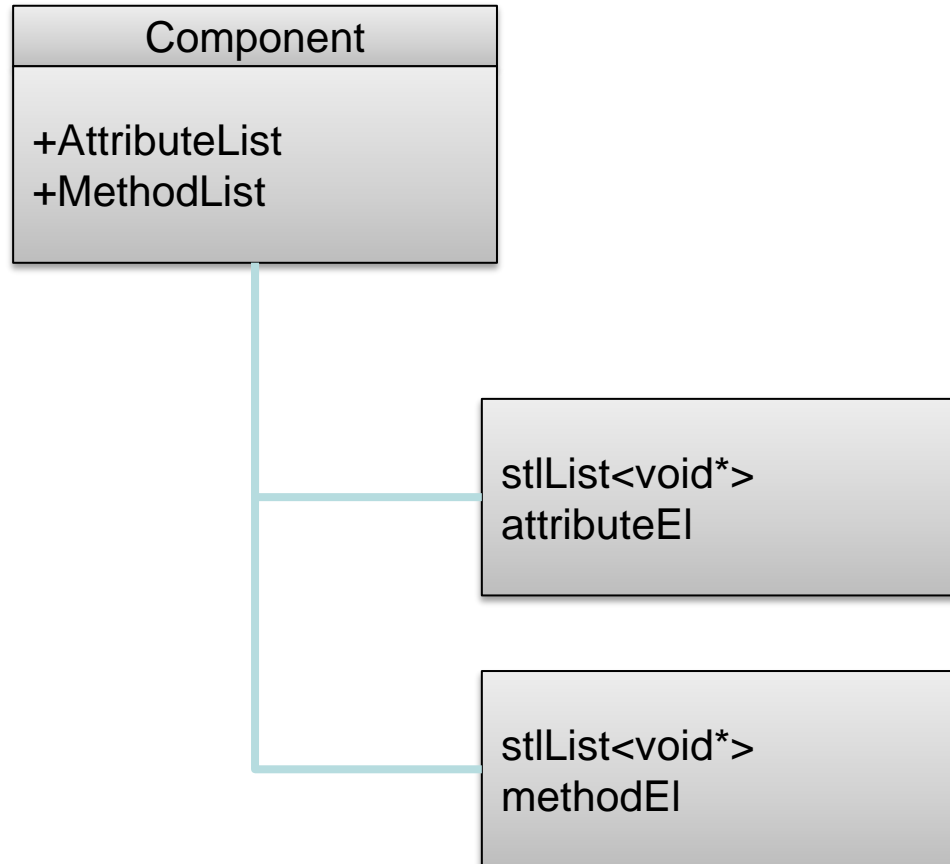 Component
+AttributeList
+MethodList
stlList<void*>
attributeEl
stlList<void*>
methodEl